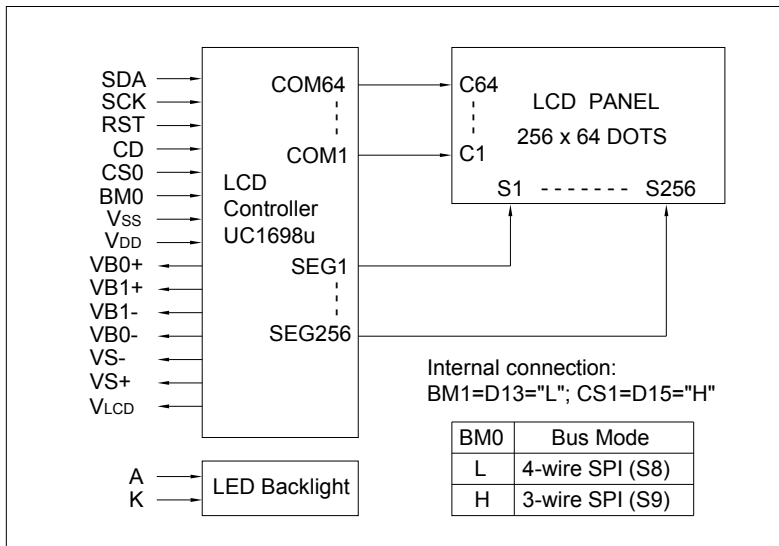 SDA
SCK
RST
CD
CS0
BM0
VSS
VDD
VB0+
VB1+
VB1-
VB0-
VS-
VS+
VLCD
COM64
COM1
LCD
Controller
UC1698u
SEG1
SEG256
C64
C1
LCD PANEL
256 x 64 DOTS
S1 - - - - - - - S256
Internal connection:
BM1=D13="L"; CS1=D15="H"
BM0 Bus Mode
L 4-wire SPI (S8)
H 3-wire SPI (S9)
A
K
LED Backlight